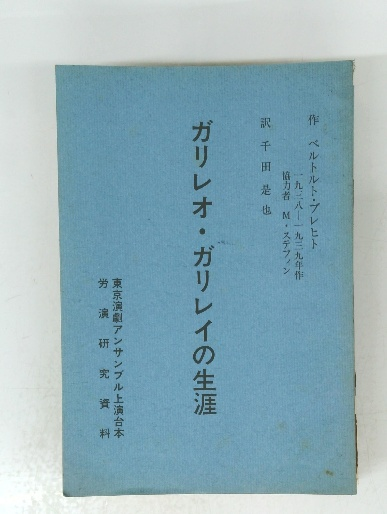 作 ベルトルト・ブレヒト
一九三八―一九三九年作
協力者 M・ステフィン
訳 千田是也
ガリレオ・ガリレイの生涯
東京演劇アンサンブル上演台本
労演研究資料